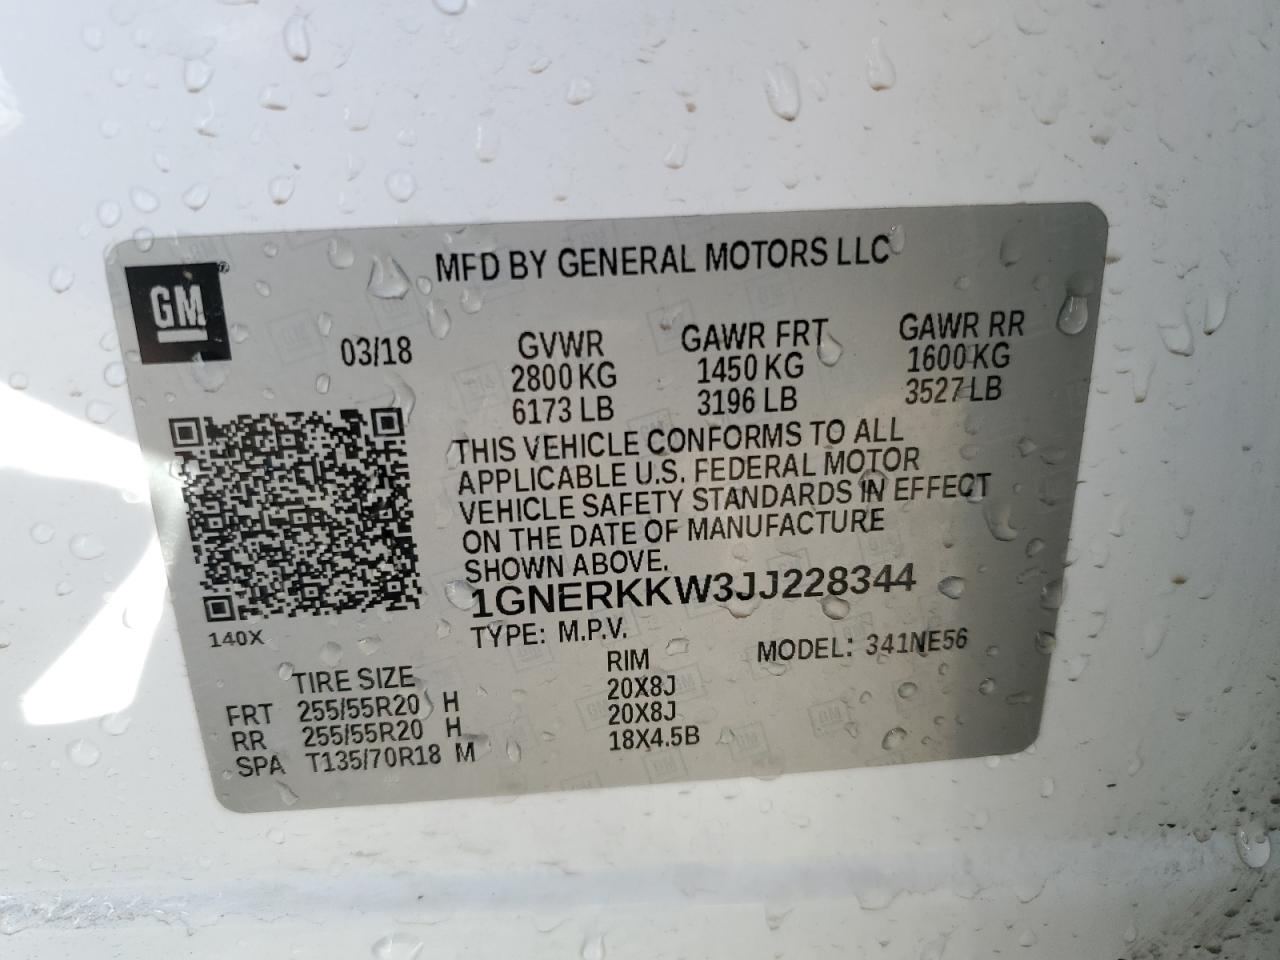 MFD BY GENERAL MOTORS LLC
GM
03/18 GVWR GAWR FRT GAWR RR
2800 KG 1450 KG 1600 KG
6173 LB 3196 LB 3527 LB
THIS VEHICLE CONFORMS TO ALL
APPLICABLE U.S. FEDERAL MOTOR
VEHICLE SAFETY STANDARDS IN EFFECT
ON THE DATE OF MANUFACTURE
SHOWN ABOVE.
1GNERKKW3JJ228344
140X
TYPE: M.P.V. MODEL: 341NE56
TIRE SIZE RIM
FRT 255/55R20 H 20X8J
RR 255/55R20 H 20X8J
SPA T135/70R18 M 18X4.5B